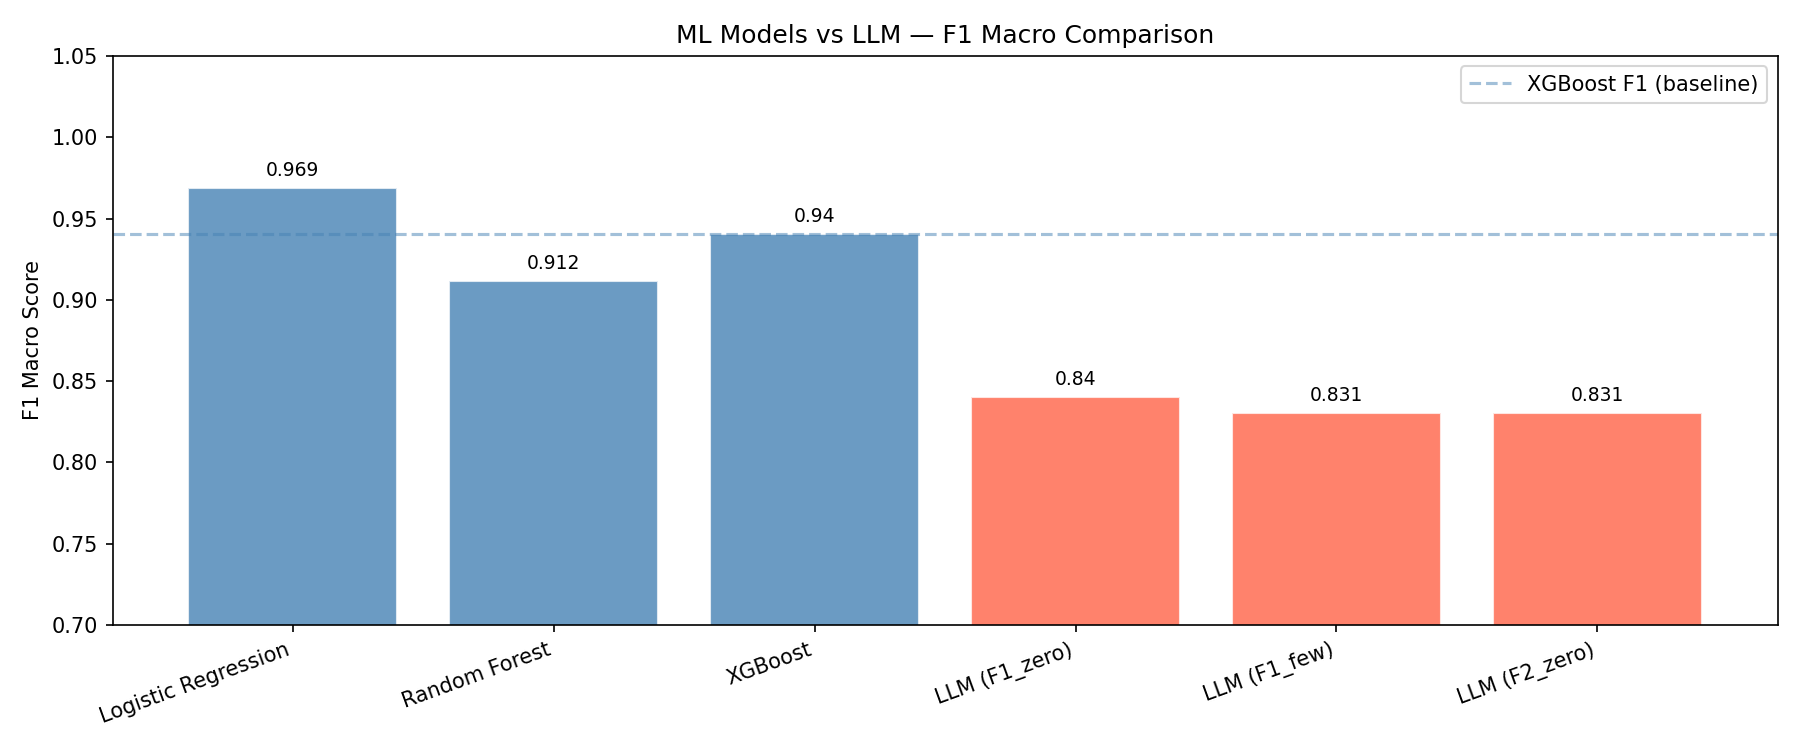 ML Models vs LLM — F1 Macro Comparison
XGBoost F1 (baseline)
F1 Macro Score
1.05
1.00
0.95
0.90
0.85
0.80
0.75
0.70
0.969
0.912
0.94
0.84
0.831
0.831
Logistic Regression
Random Forest
XGBoost
LLM (F1_zero)
LLM (F1_few)
LLM (F2_zero)